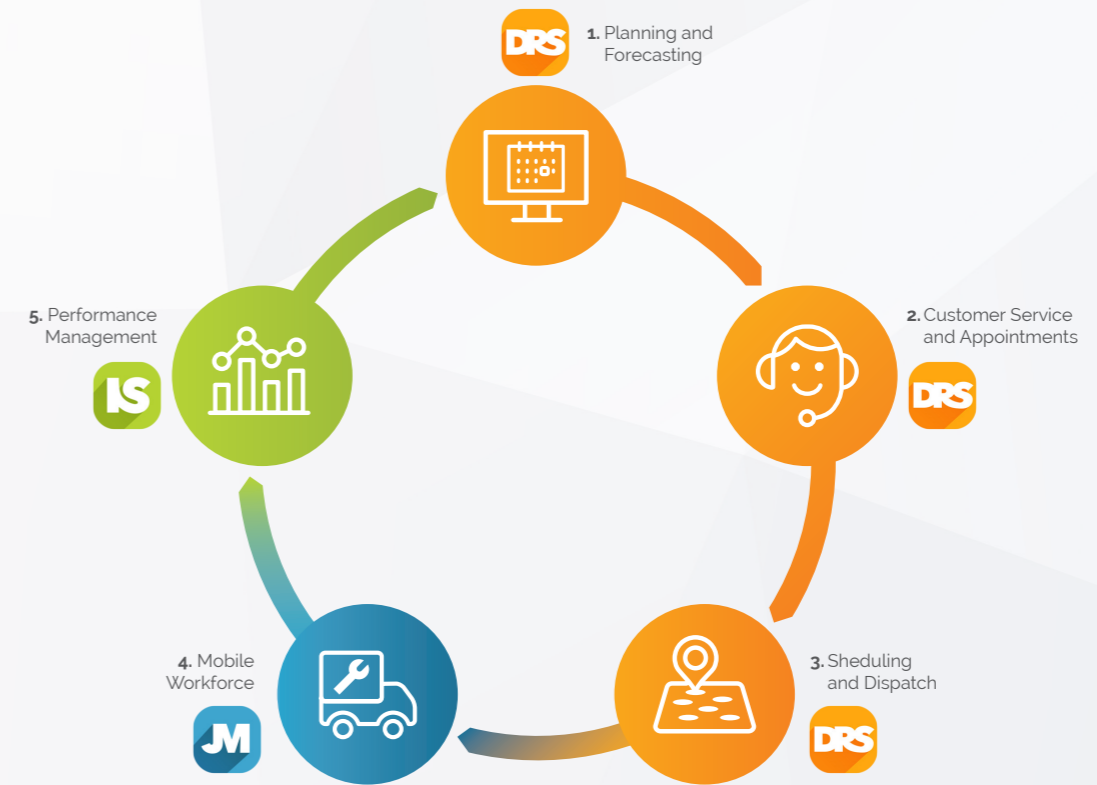 DRS
1. Planning and
Forecasting
2. Customer Service
and Appointments
DRS
3. Sheduling
and Dispatch
DRS
4. Mobile
Workforce
JM
5. Performance
Management
IS